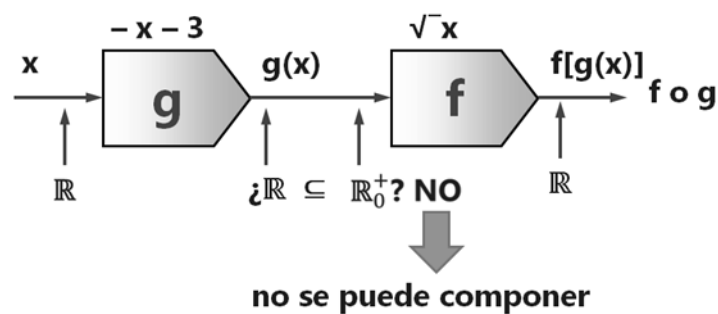 – x – 3 √‾x
x g(x) f[g(x)]
g f f o g
ℝ ¿ℝ ⊆ ℝ₀⁺? NO ℝ
no se puede componer